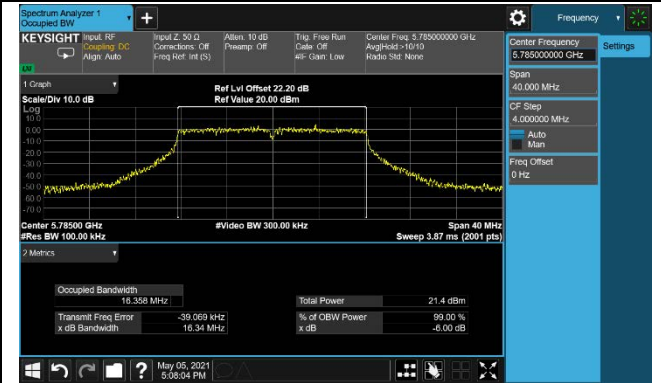 Spectrum Analyzer 1
Occupied BW
+
Frequency
KEYSIGHT
Input: RF
Coupling: DC
Align: Auto
Input Z: 50 Ω
Corrections: Off
Freq Ref: Int (S)
Atten: 10 dB
Preamp: Off
Trig: Free Run
Gate: Off
#IF Gain: Low
Center Freq: 5.785000000 GHz
Avg|Hold:>10/10
Radio Std: None
Center Frequency
5.785000000 GHz
Settings
Span
40.000 MHz
CF Step
4.000000 MHz
Auto
Man
Freq Offset
0 Hz
1 Graph
Scale/Div 10.0 dB
Ref Lvl Offset 22.20 dB
Ref Value 20.00 dBm
Log
10.0
0.00
-10.0
-20.0
-30.0
-40.0
-50.0
-60.0
-70.0
Center 5.78500 GHz
#Res BW 100.00 kHz
#Video BW 300.00 kHz
Span 40 MHz
Sweep 3.87 ms (2001 pts)
2 Metrics
Occupied Bandwidth
16.358 MHz
Total Power 21.4 dBm
Transmit Freq Error -39.069 kHz
% of OBW Power 99.00 %
x dB Bandwidth 16.34 MHz
x dB -6.00 dB
?
May 05, 2021
5:08:04 PM